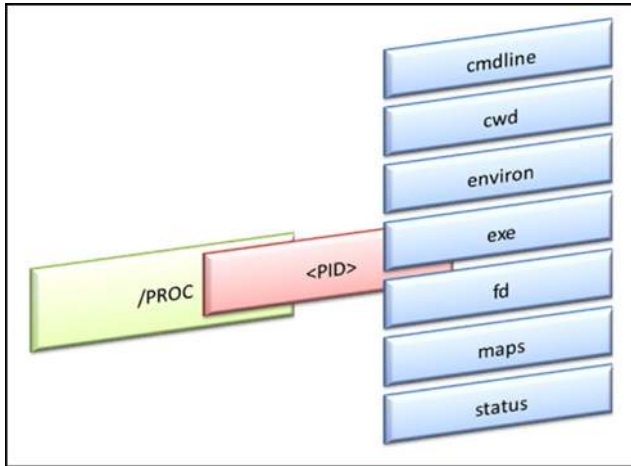 /PROC
<PID>
cmdline
cwd
environ
exe
fd
maps
status